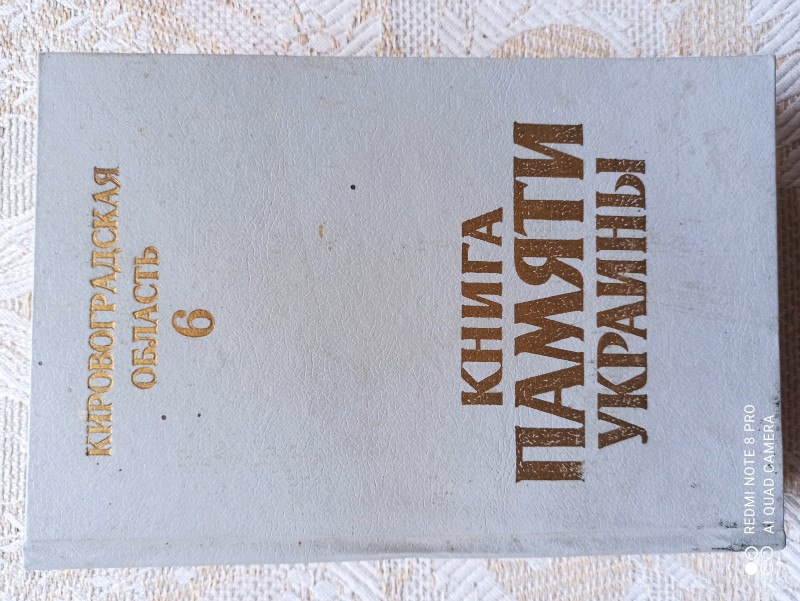 КИРОВОГРАДСКАЯ
ОБЛАСТЬ
6
КНИГА
ПАМЯТИ
УКРАИНЫ
REDMI NOTE 8 PRO
AI QUAD CAMERA